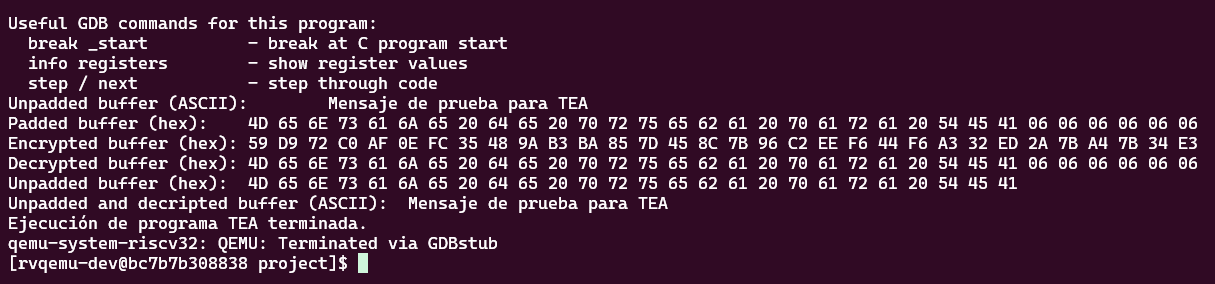 Useful GDB commands for this program:
  break _start          - break at C program start
  info registers        - show register values
  step / next           - step through code
Unpadded buffer (ASCII):        Mensaje de prueba para TEA
Padded buffer (hex):    4D 65 6E 73 61 6A 65 20 64 65 20 70 72 75 65 62 61 20 70 61 72 61 20 54 45 41 06 06 06 06 06 06
Encrypted buffer (hex): 59 D9 72 C0 AF 0E FC 35 48 9A B3 BA 85 7D 45 8C 7B 96 C2 EE F6 44 F6 A3 32 ED 2A 7B A4 7B 34 E3
Decrypted buffer (hex): 4D 65 6E 73 61 6A 65 20 64 65 20 70 72 75 65 62 61 20 70 61 72 61 20 54 45 41 06 06 06 06 06 06
Unpadded buffer (hex):  4D 65 6E 73 61 6A 65 20 64 65 20 70 72 75 65 62 61 20 70 61 72 61 20 54 45 41
Unpadded and decripted buffer (ASCII):  Mensaje de prueba para TEA
Ejecución de programa TEA terminada.
qemu-system-riscv32: QEMU: Terminated via GDBstub
[rvqemu-dev@bc7b7b308838 project]$